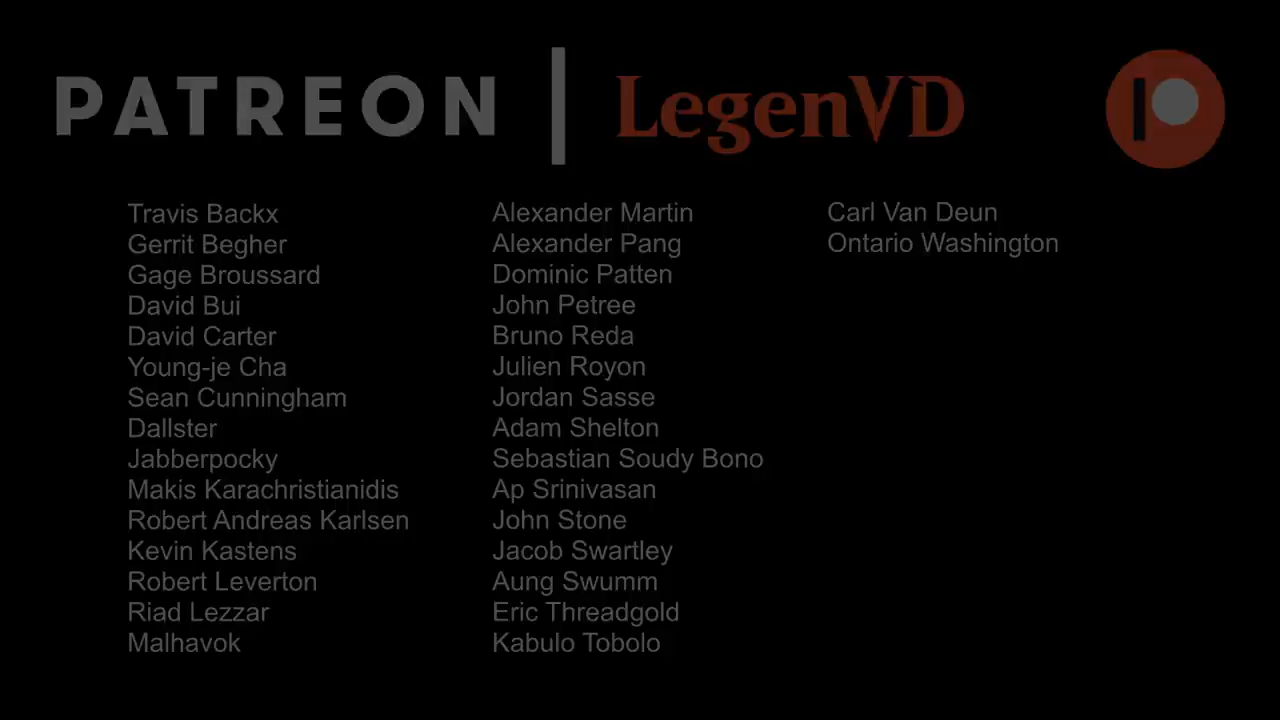 PATREON | LegenVD
Travis Backx
Gerrit Begher
Gage Broussard
David Bui
David Carter
Young-je Cha
Sean Cunningham
Dallster
Jabberpocky
Makis Karachristianidis
Robert Andreas Karlsen
Kevin Kastens
Robert Leverton
Riad Lezzar
Malhavok
Alexander Martin
Alexander Pang
Dominic Patten
John Petree
Bruno Reda
Julien Royon
Jordan Sasse
Adam Shelton
Sebastian Soudy Bono
Ap Srinivasan
John Stone
Jacob Swartley
Aung Swumm
Eric Threadgold
Kabulo Tobolo
Carl Van Deun
Ontario Washington